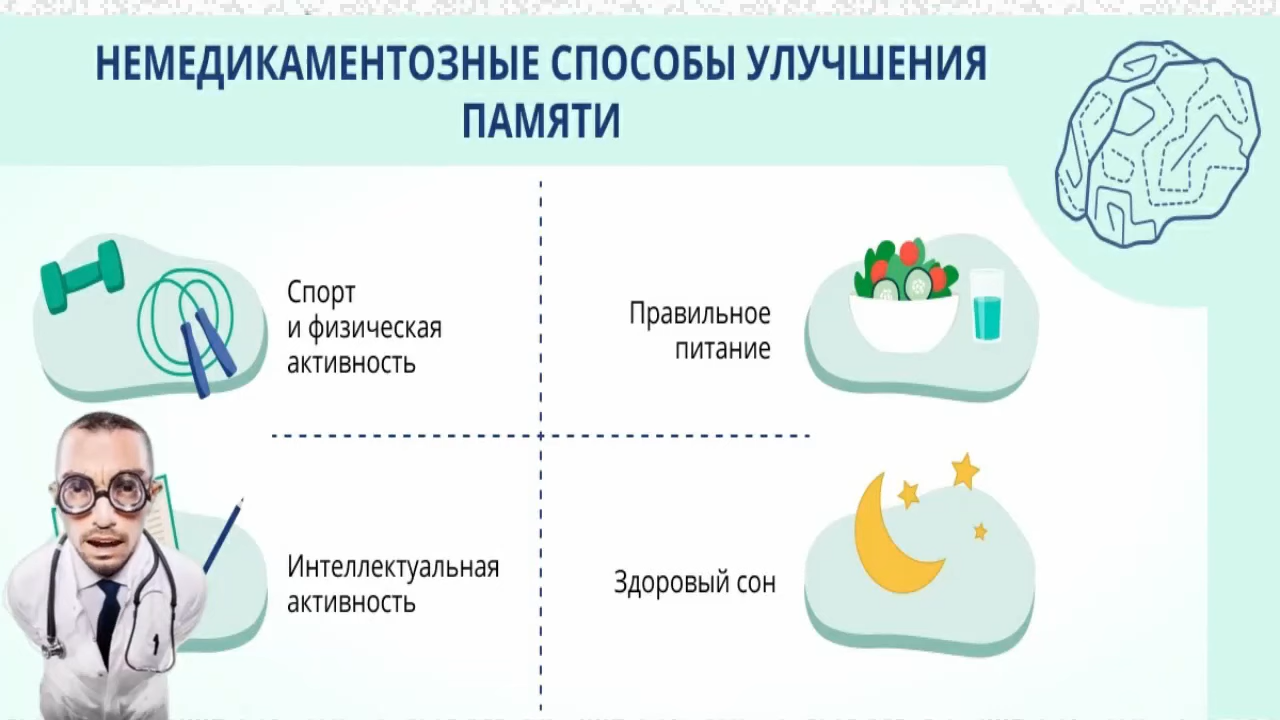 НЕМЕДИКАМЕНТОЗНЫЕ СПОСОБЫ УЛУЧШЕНИЯ
ПАМЯТИ
Спорт
и физическая
активность
Правильное
питание
Интеллектуальная
активность
Здоровый сон